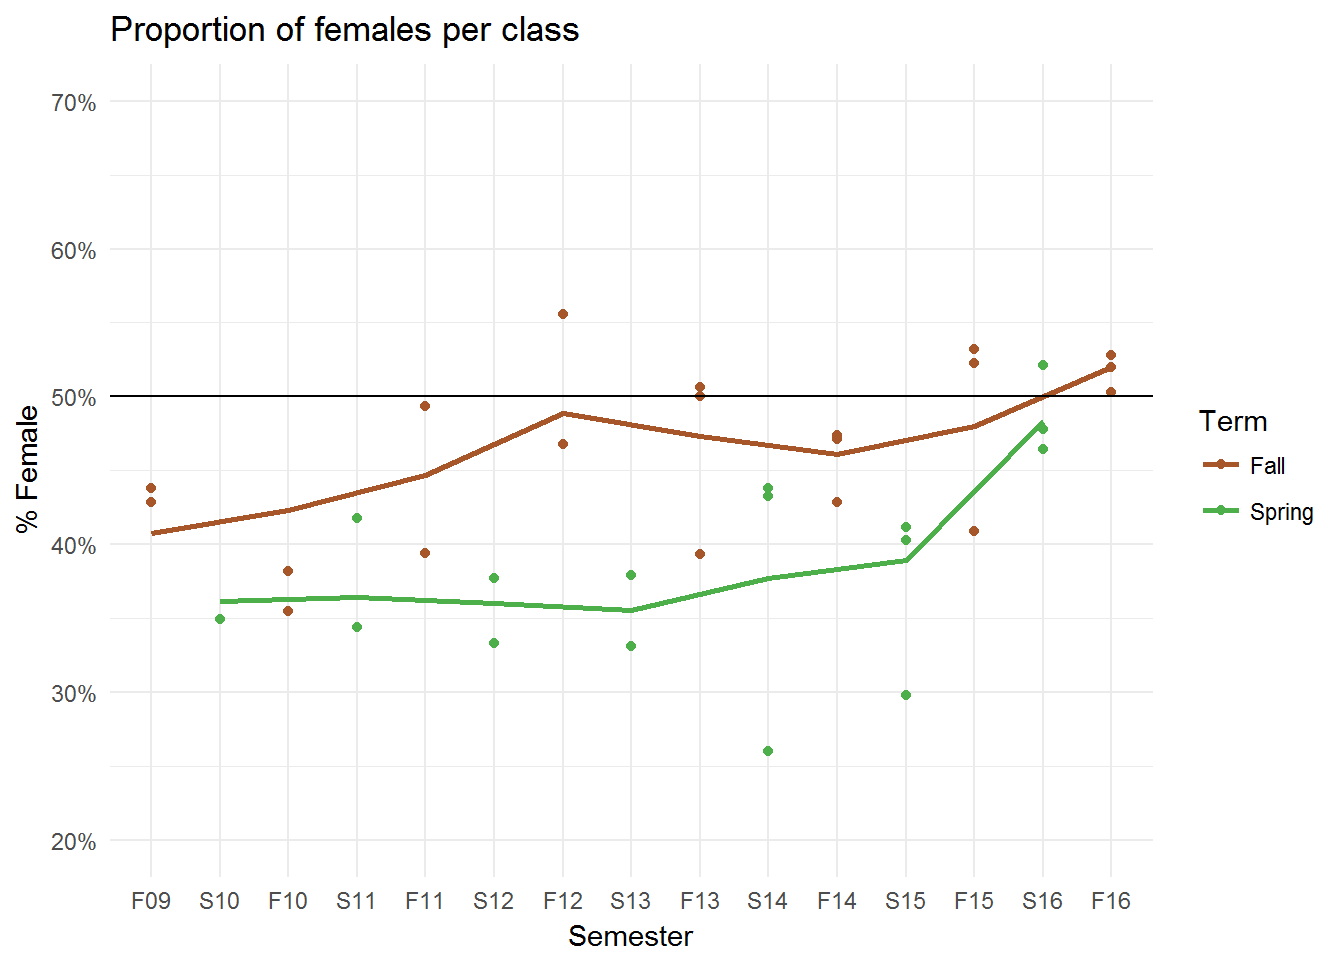 Proportion of females per class
70%
60%
50%
40%
30%
20%
% Female
F09 S10 F10 S11 F11 S12 F12 S13 F13 S14 F14 S15 F15 S16 F16
Semester
Term
Fall
Spring